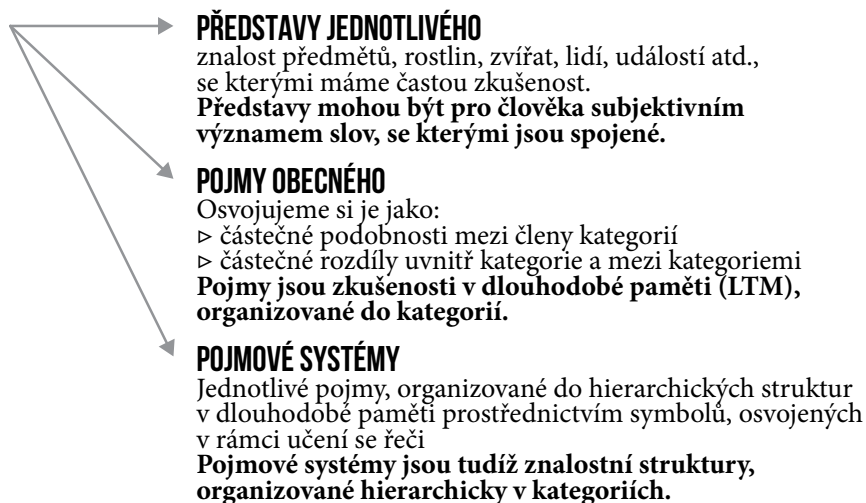 PŘEDSTAVY JEDNOTLIVÉHO
znalost předmětů, rostlin, zvířat, lidí, událostí atd.,
se kterými máme častou zkušenost.
Představy mohou být pro člověka subjektivním
významem slov, se kterými jsou spojené.
POJMY OBECNÉHO
Osvojujeme si je jako:
▹ částečné podobnosti mezi členy kategorií
▹ částečné rozdíly uvnitř kategorie a mezi kategoriemi
Pojmy jsou zkušenosti v dlouhodobé paměti (LTM),
organizované do kategorií.
POJMOVÉ SYSTÉMY
Jednotlivé pojmy, organizované do hierarchických struktur
v dlouhodobé paměti prostřednictvím symbolů, osvojených
v rámci učení se řeči
Pojmové systémy jsou tudíž znalostní struktury,
organizované hierarchicky v kategoriích.